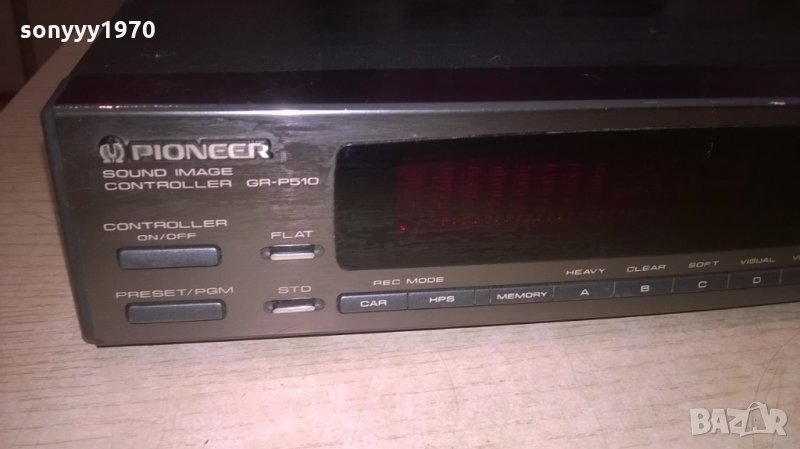 sonyyy1970
PIONEER
SOUND IMAGE
CONTROLLER GR-P510
CONTROLLER
ON/OFF
FLAT
PRESET/PGM
STD
REC MODE
HEAVY CLEAR SOFT VISUAL
CAR HPS MEMORY A B C D
BAZAR